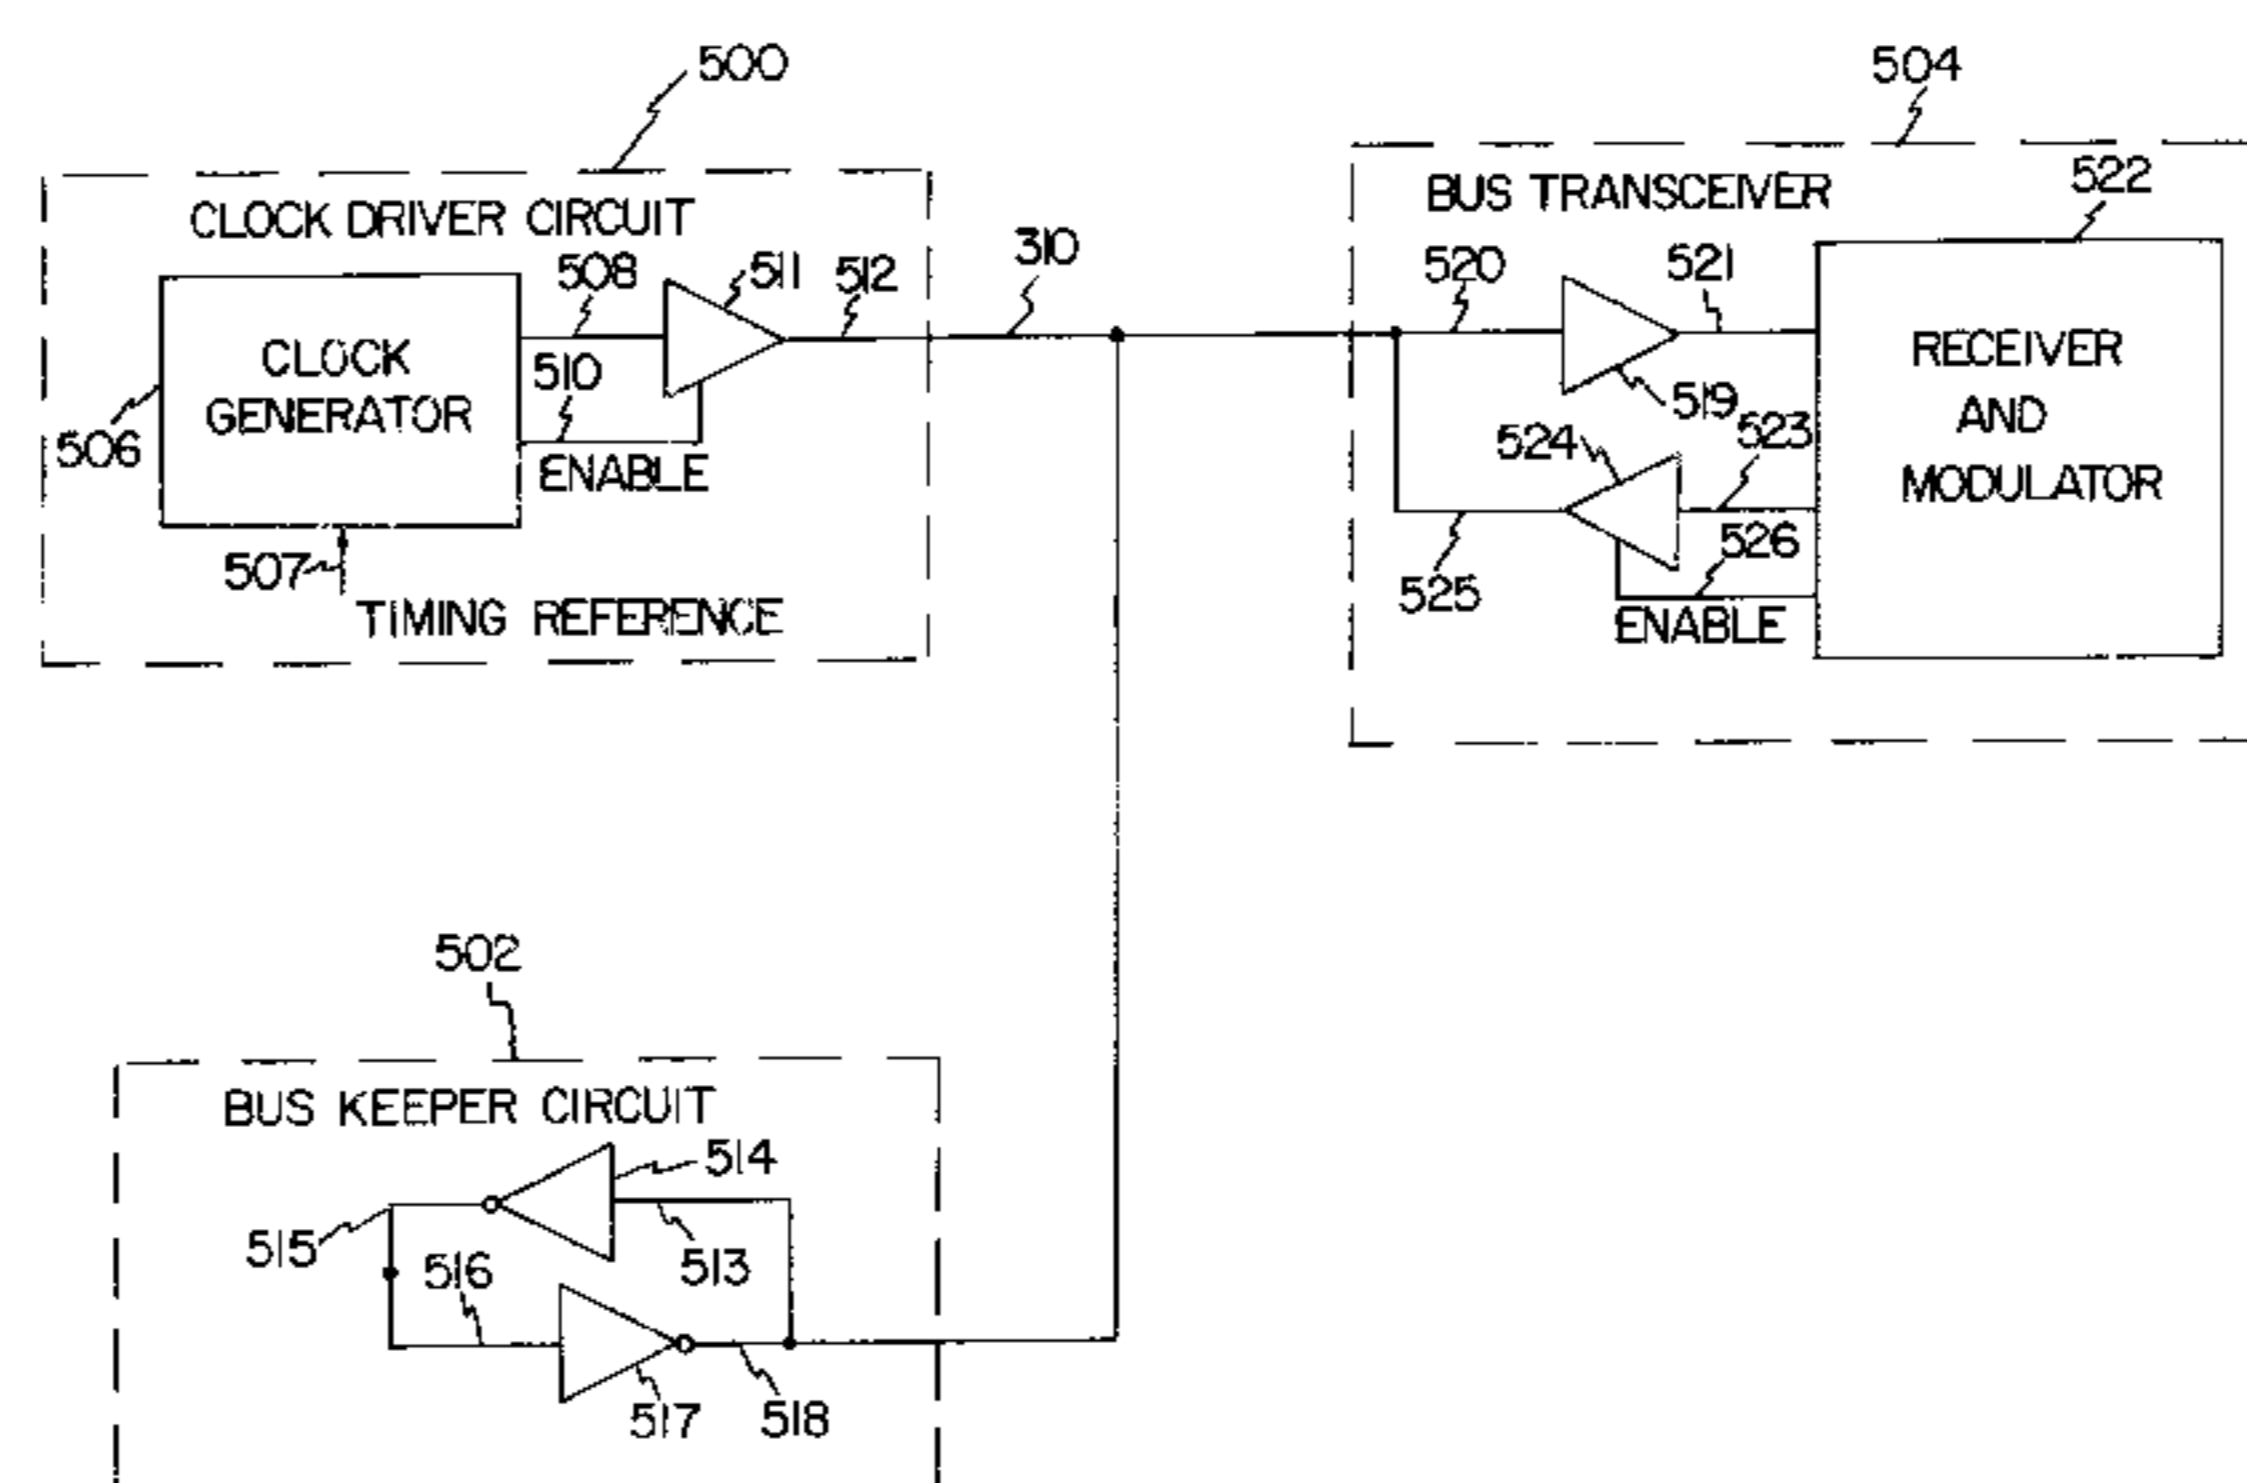 500
CLOCK DRIVER CIRCUIT
508
511
512
310
CLOCK
GENERATOR
510
ENABLE
506
507
TIMING REFERENCE
504
BUS TRANSCEIVER
522
520
521
519
RECEIVER
AND
MODULATOR
524
523
526
525
ENABLE
502
BUS KEEPER CIRCUIT
514
515
513
516
517
518